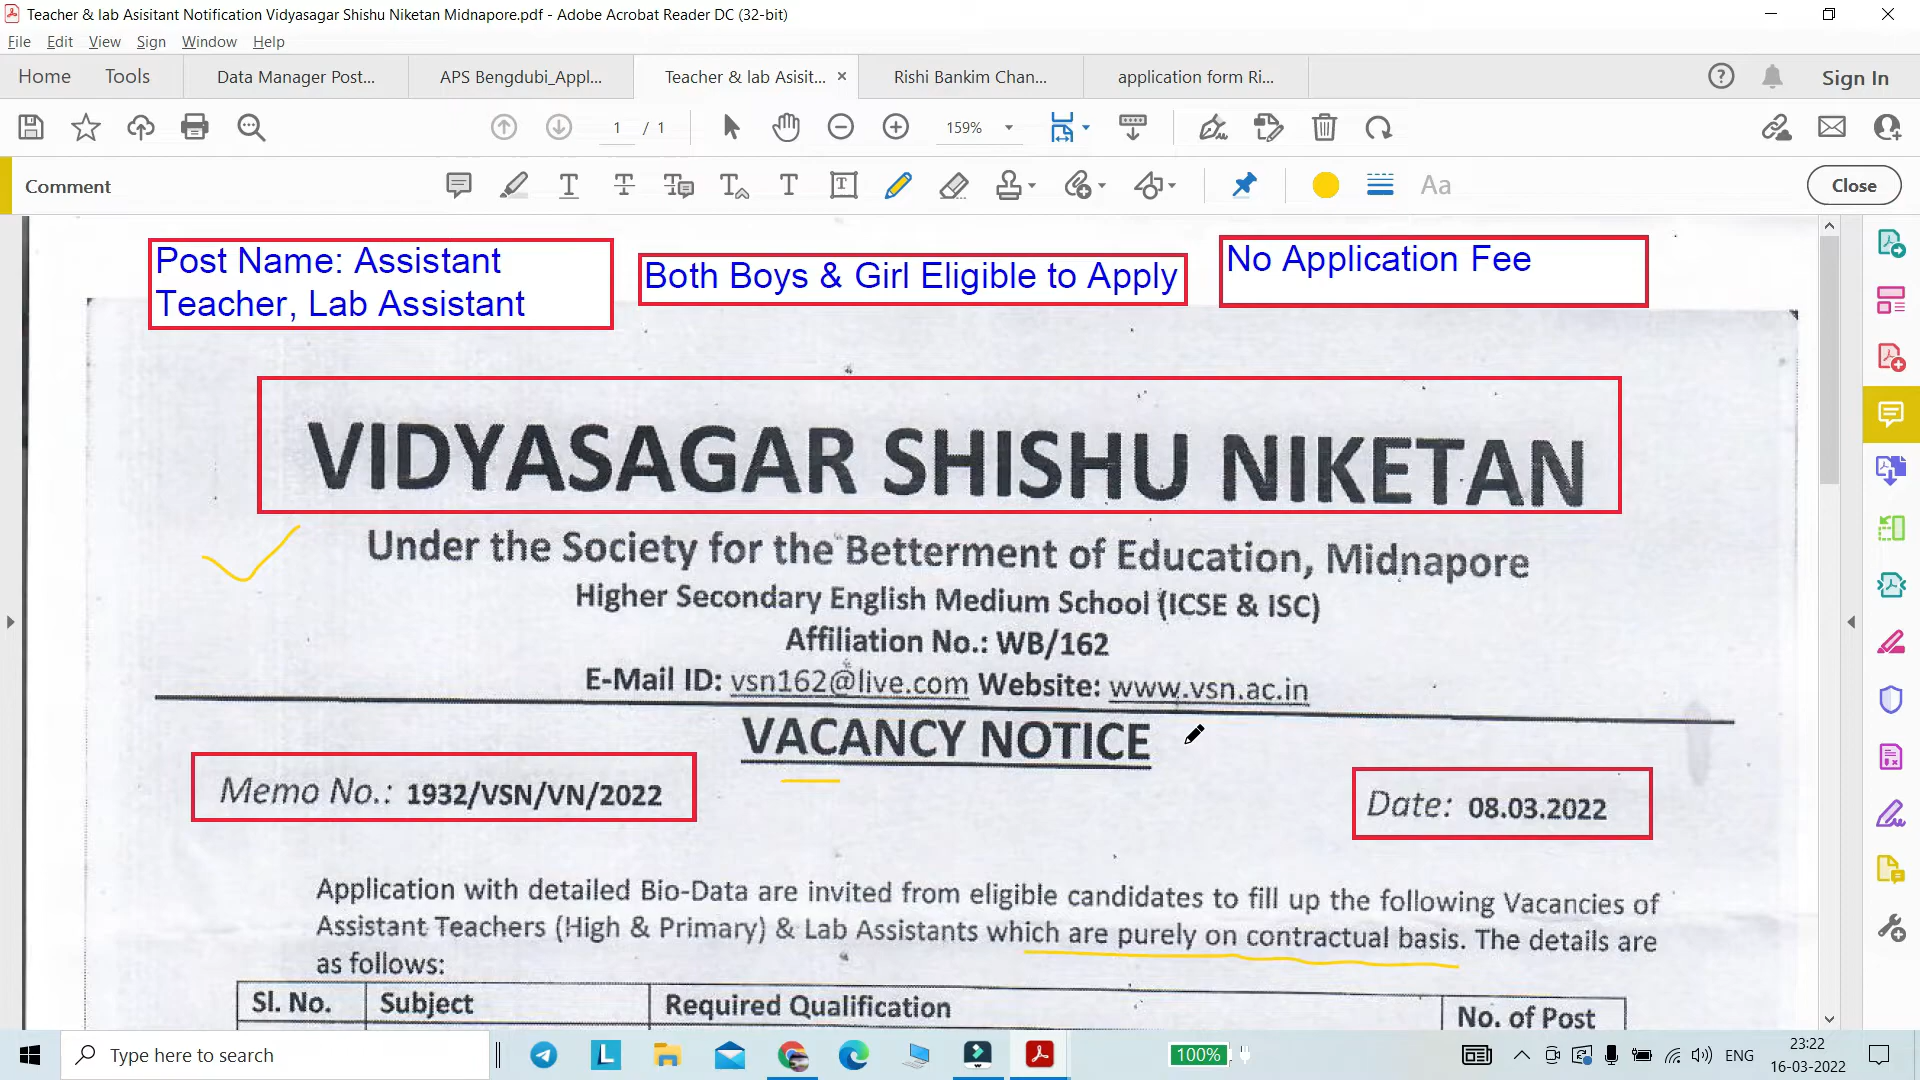 Teacher & lab Asisitant Notification Vidyasagar Shishu Niketan Midnapore.pdf - Adobe Acrobat Reader DC (32-bit)
File Edit View Sign Window Help
Home Tools Data Manager Post... APS Bengdubi_Appl... Teacher & lab Asisit... Rishi Bankim Chan... application form Ri... Sign In
1 / 1 159%
Comment Aa Close
Post Name: Assistant
Teacher, Lab Assistant
Both Boys & Girl Eligible to Apply
No Application Fee
VIDYASAGAR SHISHU NIKETAN
Under the Society for the Betterment of Education, Midnapore
Higher Secondary English Medium School (ICSE & ISC)
Affiliation No.: WB/162
E-Mail ID: vsn162@live.com Website: www.vsn.ac.in
VACANCY NOTICE
Memo No.: 1932/VSN/VN/2022
Date: 08.03.2022
Application with detailed Bio-Data are invited from eligible candidates to fill up the following Vacancies of
Assistant Teachers (High & Primary) & Lab Assistants which are purely on contractual basis. The details are
as follows:
Sl. No. Subject Required Qualification No. of Post
Type here to search
100%
ENG
23:22
16-03-2022